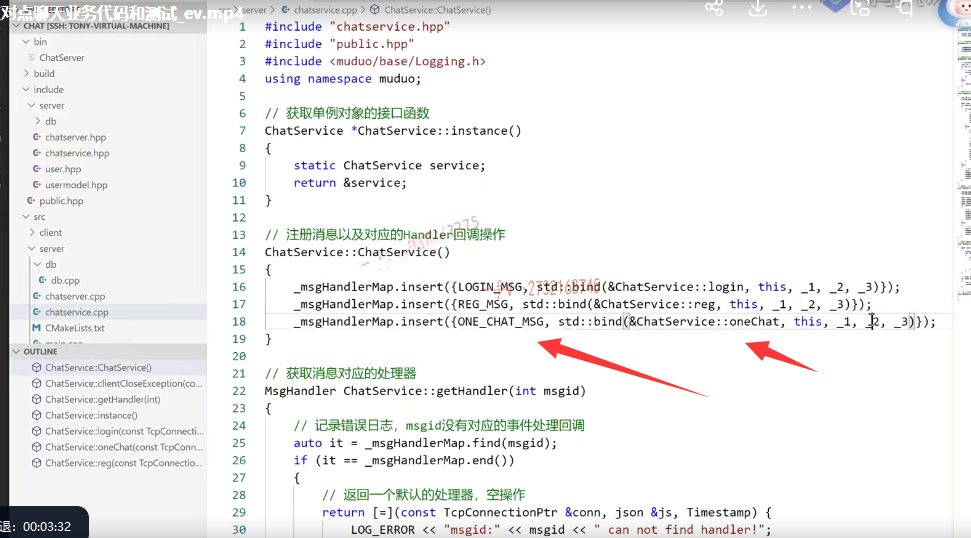 对点聊天业务代码和测试_ev.mp4
server > chatservice.cpp > ChatService::ChatService()
CHAT [SSH: TONY-VIRTUAL-MACHINE]
bin
ChatServer
build
include
server
db
chatserver.hpp
chatservice.hpp
user.hpp
usermodel.hpp
public.hpp
src
client
server
db
db.cpp
chatserver.cpp
chatservice.cpp
CMakeLists.txt
main.cpp
OUTLINE
ChatService::ChatService()
ChatService::clientCloseException(co...
ChatService::getHandler(int)
ChatService::instance()
ChatService::login(const TcpConnecti...
ChatService::oneChat(const TcpConn...
ChatService::reg(const TcpConnectio...
退：00:03:32
1 #include "chatservice.hpp"
2 #include "public.hpp"
3 #include <muduo/base/Logging.h>
4 using namespace muduo;
5
6 // 获取单例对象的接口函数
7 ChatService *ChatService::instance()
8 {
9 static ChatService service;
10 return &service;
11 }
12
13 // 注册消息以及对应的Handler回调操作
14 ChatService::ChatService()
15 {
16 _msgHandlerMap.insert({LOGIN_MSG, std::bind(&ChatService::login, this, _1, _2, _3)});
17 _msgHandlerMap.insert({REG_MSG, std::bind(&ChatService::reg, this, _1, _2, _3)});
18 _msgHandlerMap.insert({ONE_CHAT_MSG, std::bind(&ChatService::oneChat, this, _1, _2, _3)});
19 }
20
21 // 获取消息对应的处理器
22 MsgHandler ChatService::getHandler(int msgid)
23 {
24 // 记录错误日志，msgid没有对应的事件处理回调
25 auto it = _msgHandlerMap.find(msgid);
26 if (it == _msgHandlerMap.end())
27 {
28 // 返回一个默认的处理器，空操作
29 return [=](const TcpConnectionPtr &conn, json &js, Timestamp) {
30 LOG_ERROR << "msgid:" << msgid << " can not find handler!";